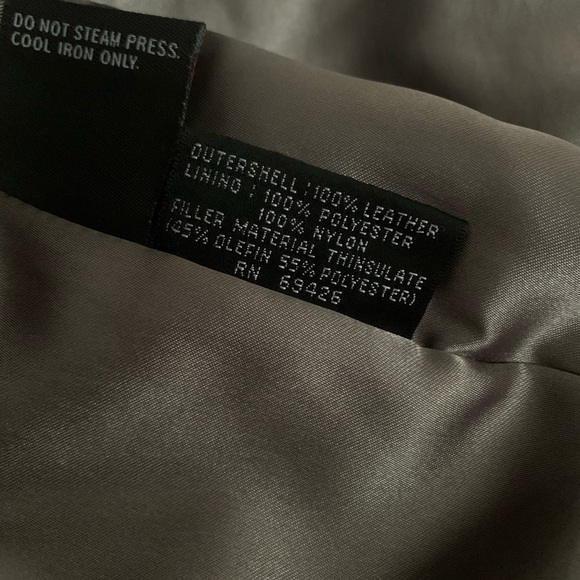 DO NOT STEAM PRESS.
COOL IRON ONLY.
OUTERSHELL : 100% LEATHER
LINING : 100% POLYESTER
100% NYLON
FILLER MATERIAL THINSULATE
(45% OLEFIN 55% POLYESTER)
RN 69426